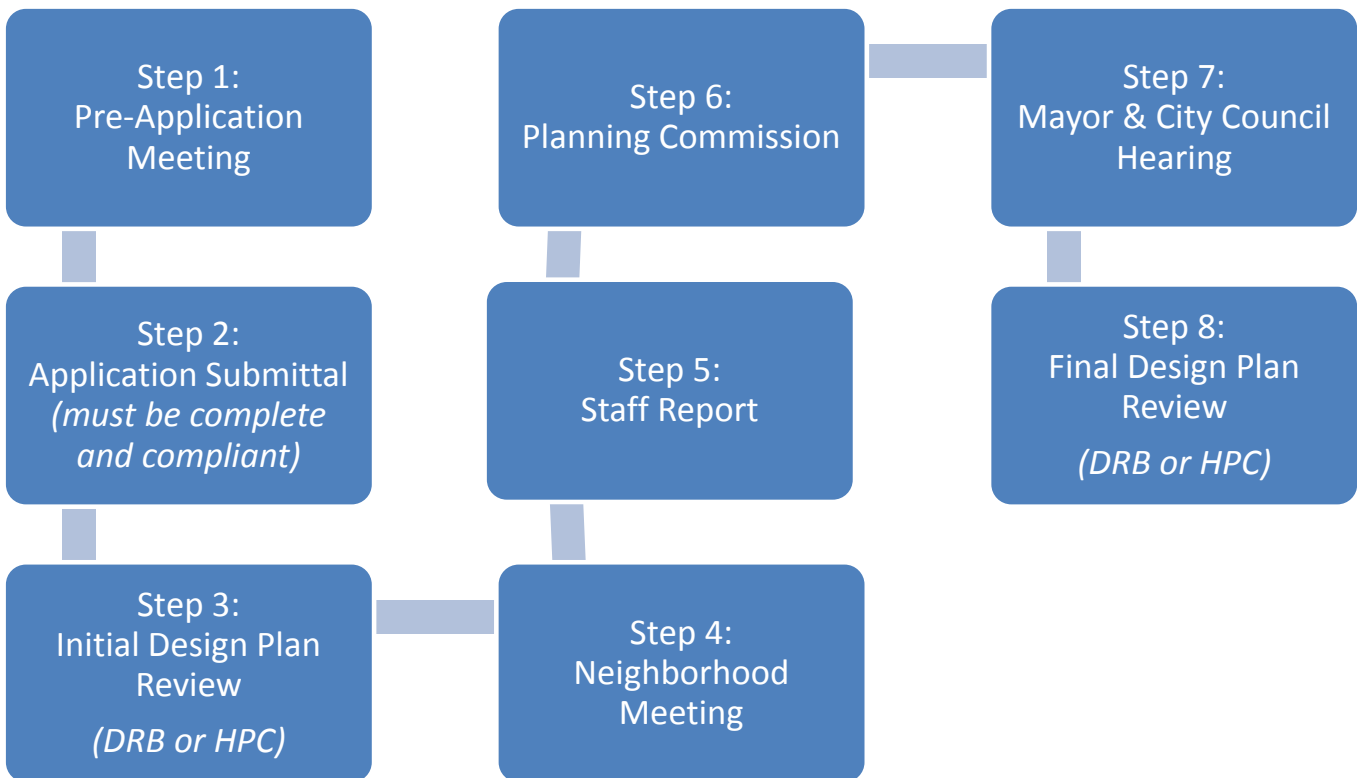 Step 1:
Pre-Application
Meeting
Step 2:
Application Submittal
(must be complete
and compliant)
Step 3:
Initial Design Plan
Review
(DRB or HPC)
Step 4:
Neighborhood
Meeting
Step 5:
Staff Report
Step 6:
Planning Commission
Step 7:
Mayor & City Council
Hearing
Step 8:
Final Design Plan
Review
(DRB or HPC)